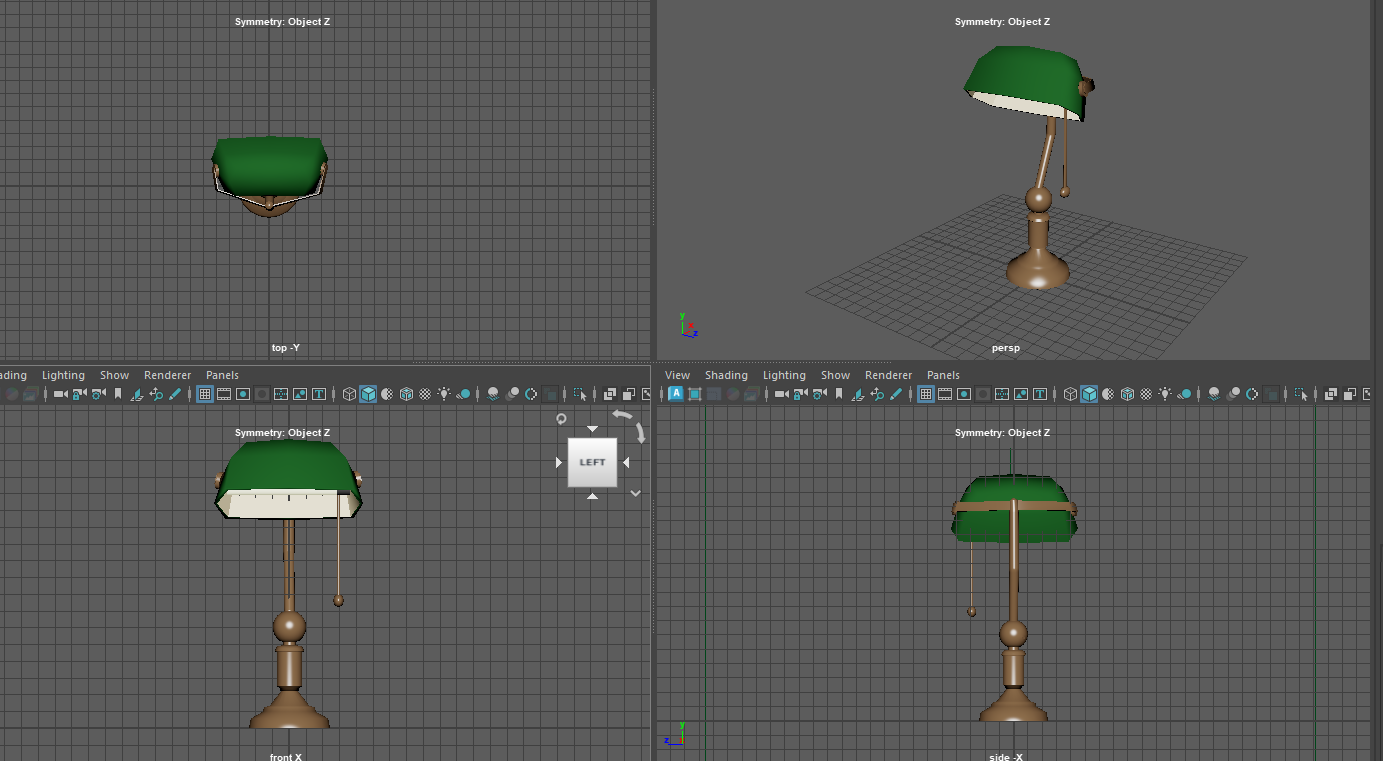 Symmetry: Object Z
Symmetry: Object Z
y
x
z
top -Y
persp
ading Lighting Show Renderer Panels
View Shading Lighting Show Renderer Panels
A
T
T
Symmetry: Object Z
Symmetry: Object Z
LEFT
y
z
front X
side -X